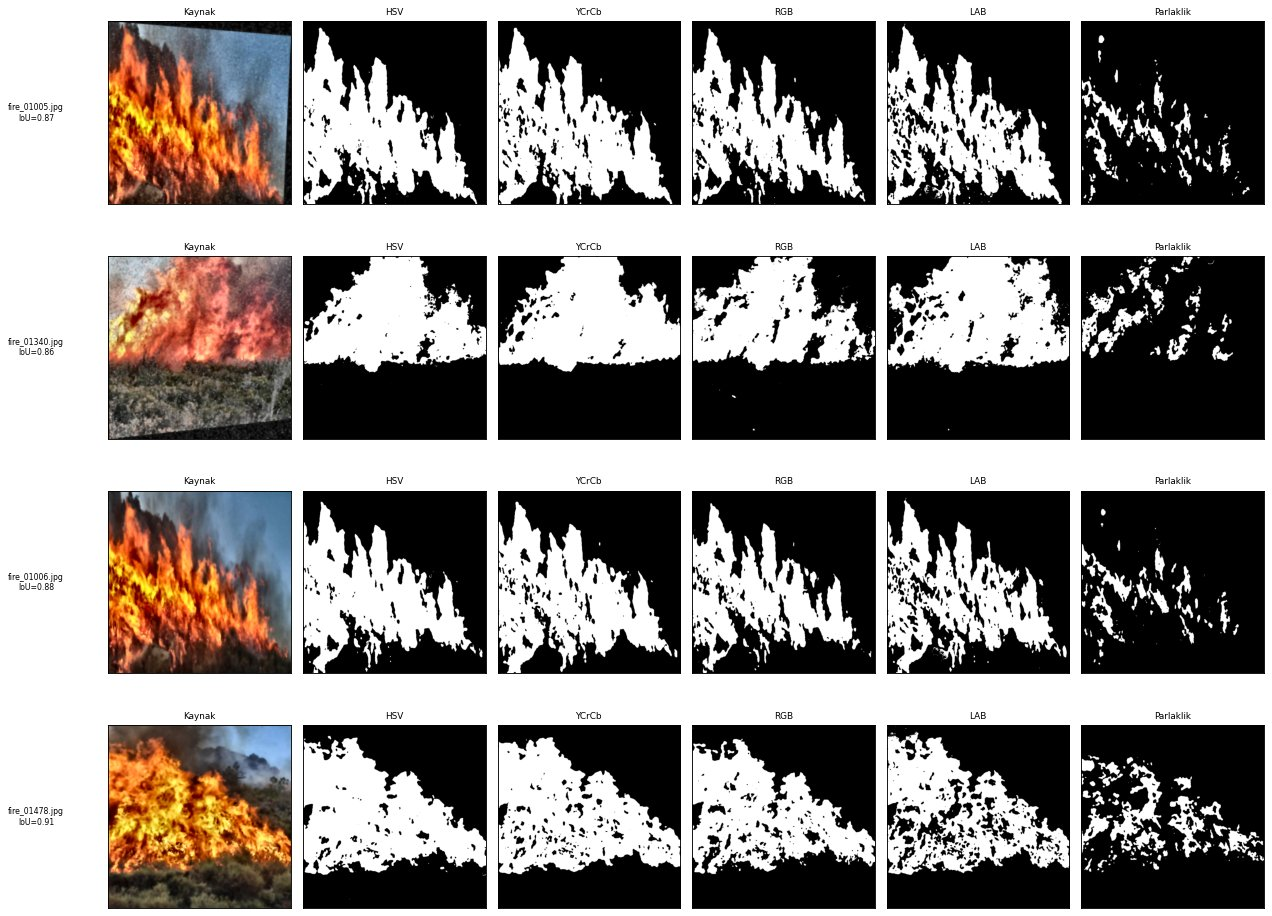 Kaynak HSV YCrCb RGB LAB Parlaklik
fire_01005.jpg
IoU=0.87
Kaynak HSV YCrCb RGB LAB Parlaklik
fire_01340.jpg
IoU=0.86
Kaynak HSV YCrCb RGB LAB Parlaklik
fire_01006.jpg
IoU=0.88
Kaynak HSV YCrCb RGB LAB Parlaklik
fire_01478.jpg
IoU=0.91